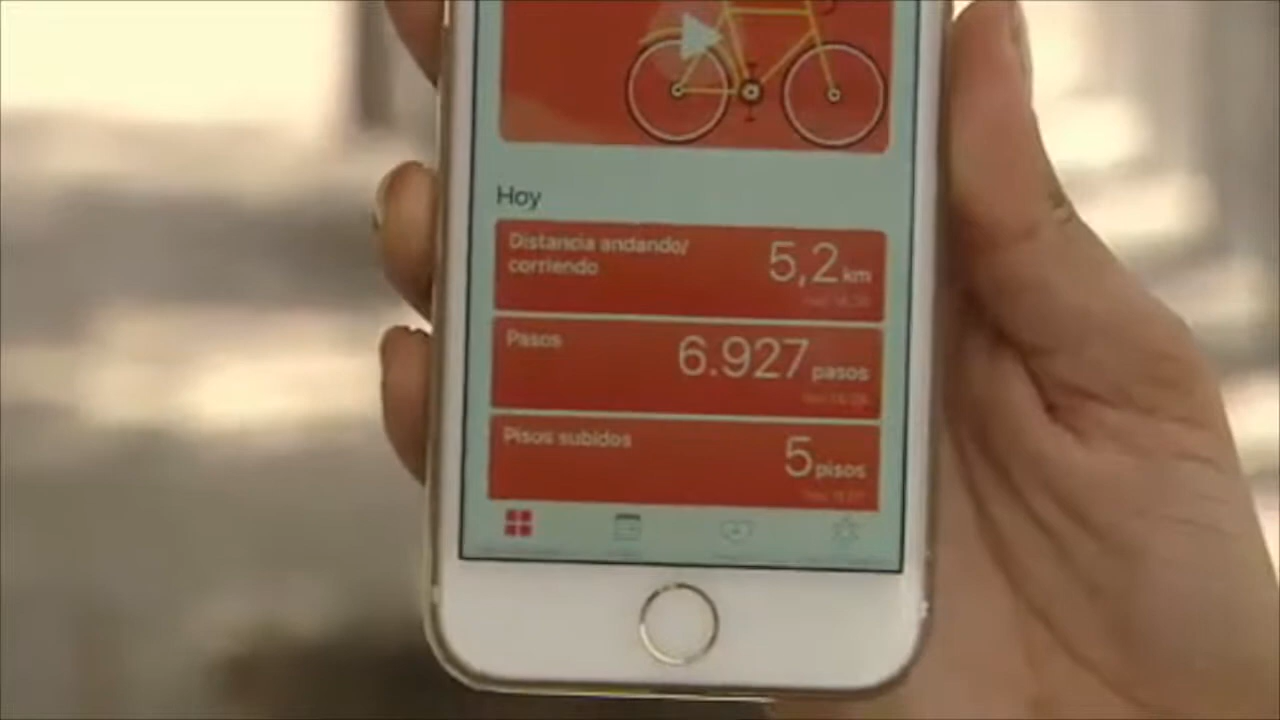 Hoy
Distancia andando/
corriendo
5,2 km
Pasos
6.927 pasos
Pisos subidos
5 pisos